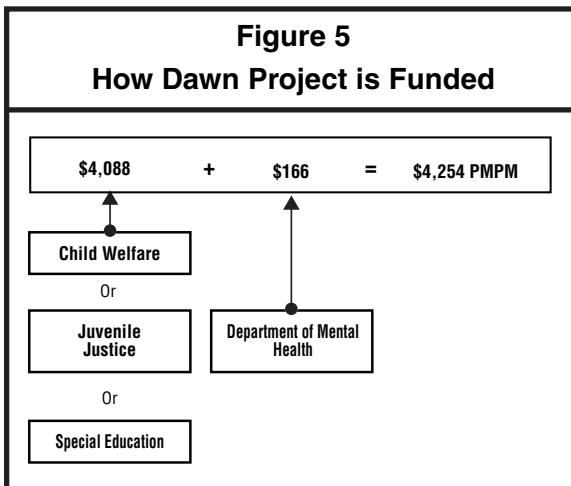 Figure 5
How Dawn Project is Funded
$4,088 + $166 = $4,254 PMPM
Child Welfare
Or
Juvenile
Justice
Department of Mental
Health
Or
Special Education